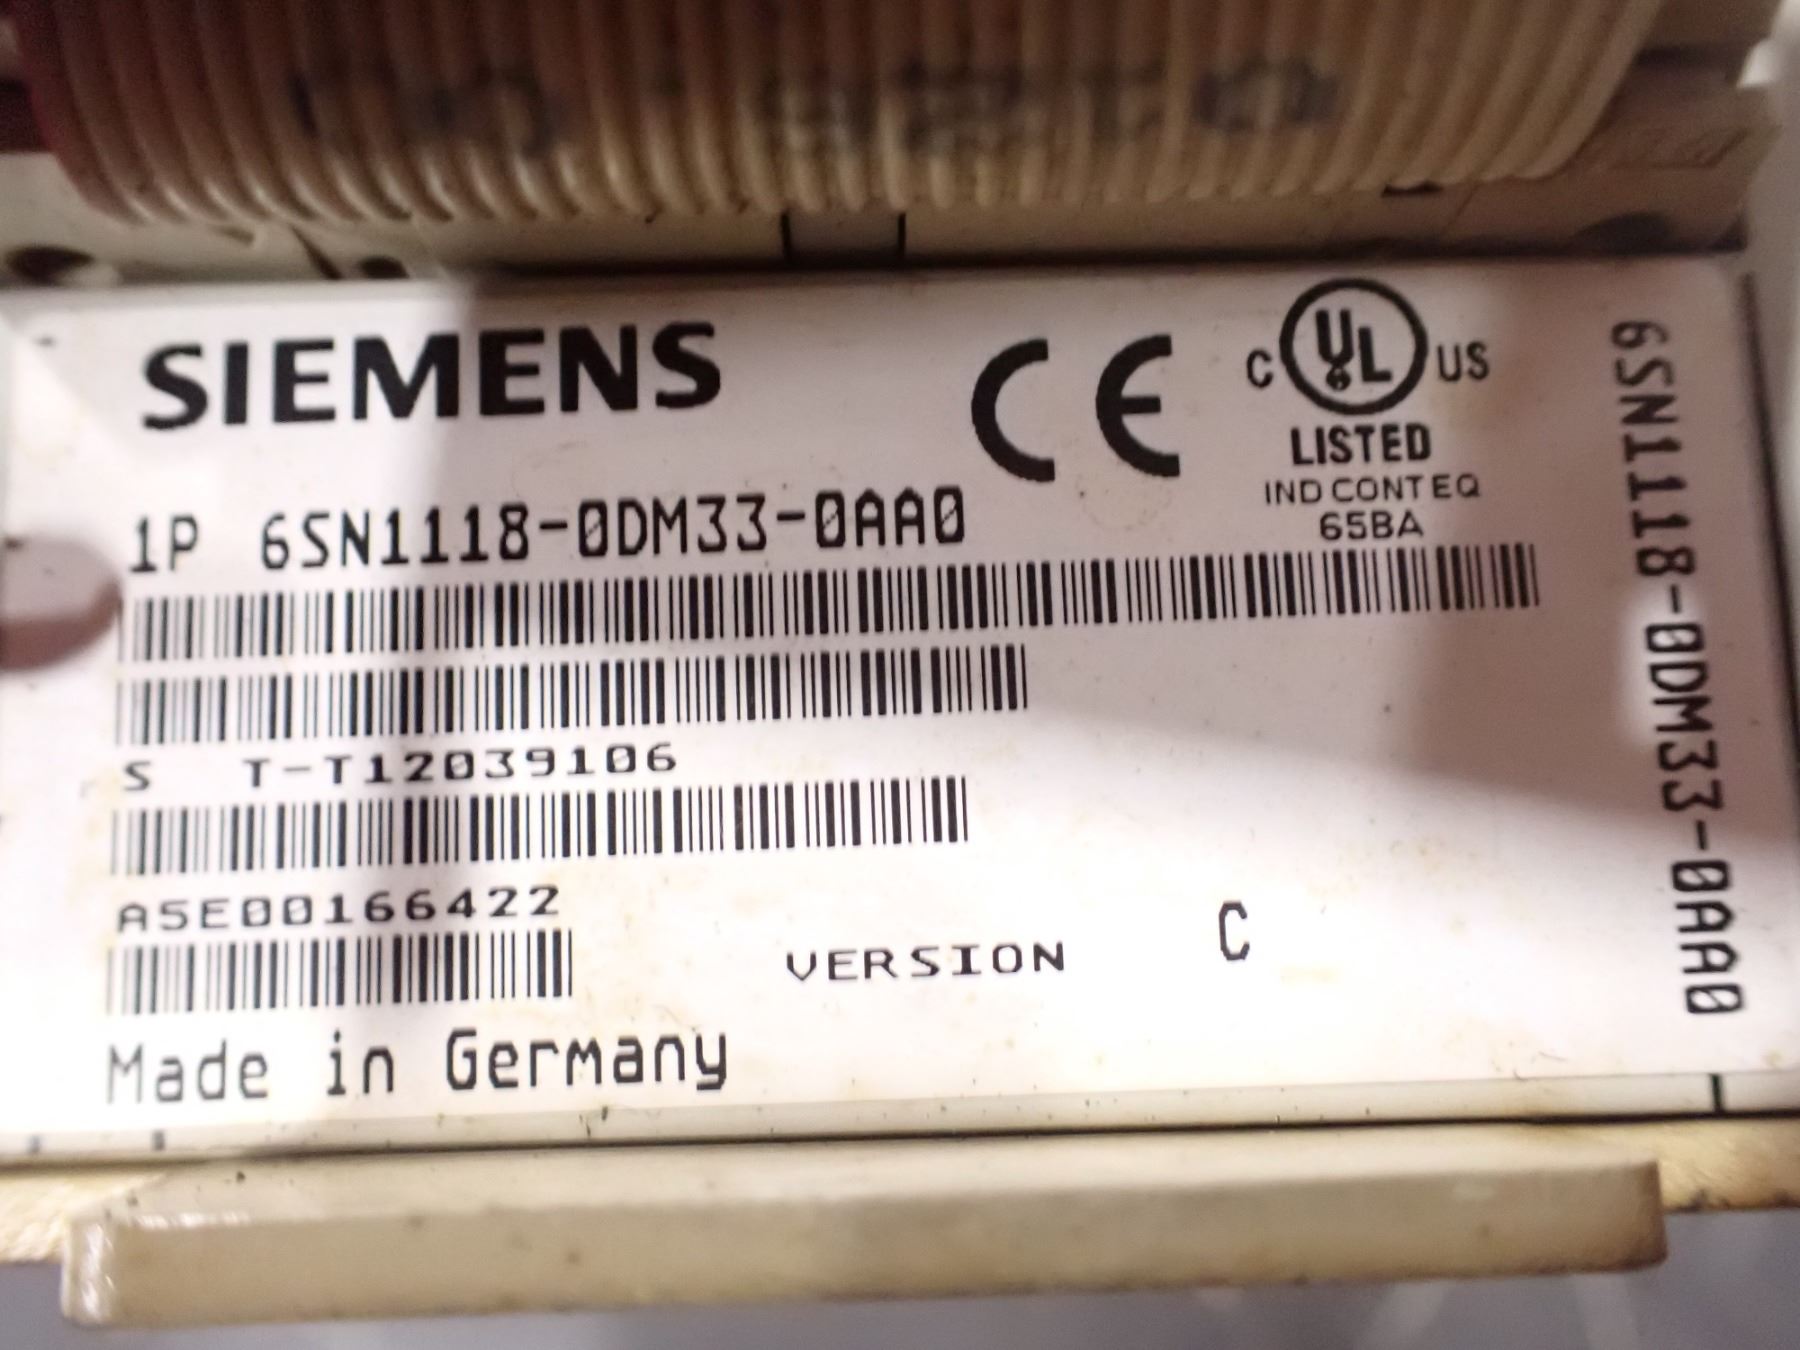 SIEMENS
CE
C UL US
LISTED
IND CONT EQ
65BA
1P 6SN1118-0DM33-0AA0
S T-T12039106
A5E00166422
VERSION C
Made in Germany
6SN1118-0DM33-0AA0